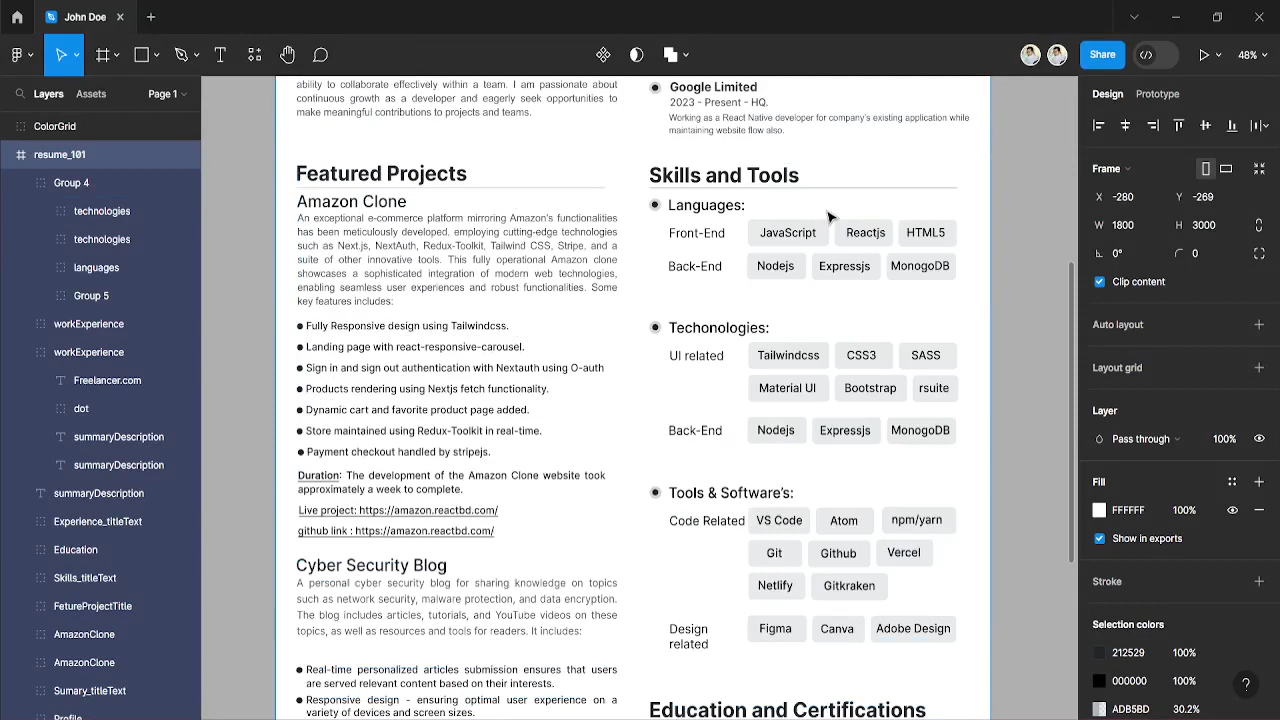 John Doe
Share
48%
Layers
Assets
Page 1
ColorGrid
resume_101
Group 4
technologies
technologies
languages
Group 5
workExperience
workExperience
Freelancer.com
dot
summaryDescription
summaryDescription
summaryDescription
Experience_titleText
Education
Skills_titleText
FetureProjectTitle
AmazonClone
AmazonClone
Sumary_titleText
Profile
ability to collaborate effectively within a team. I am passionate about
continuous growth as a developer and eagerly seek opportunities to
make meaningful contributions to projects and teams.
Featured Projects
Amazon Clone
An exceptional e-commerce platform mirroring Amazon's functionalities
has been meticulously developed. employing cutting-edge technologies
such as Next.js, NextAuth, Redux-Toolkit, Tailwind CSS, Stripe, and a
suite of other innovative tools. This fully operational Amazon clone
showcases a sophisticated integration of modern web technologies,
enabling seamless user experiences and robust functionalities. Some
key features includes:
Fully Responsive design using Tailwindcss.
Landing page with react-responsive-carousel.
Sign in and sign out authentication with Nextauth using O-auth
Products rendering using Nextjs fetch functionality.
Dynamic cart and favorite product page added.
Store maintained using Redux-Toolkit in real-time.
Payment checkout handled by stripejs.
Duration: The development of the Amazon Clone website took
approximately a week to complete.
Live project: https://amazon.reactbd.com/
github link : https://amazon.reactbd.com/
Cyber Security Blog
A personal cyber security blog for sharing knowledge on topics
such as network security, malware protection, and data encryption.
The blog includes articles, tutorials, and YouTube videos on these
topics, as well as resources and tools for readers. It includes:
Real-time personalized articles submission ensures that users
are served relevant content based on their interests.
Responsive design - ensuring optimal user experience on a
variety of devices and screen sizes.
Google Limited
2023 - Present - HQ.
Working as a React Native developer for company's existing application while
maintaining website flow also.
Skills and Tools
Languages:
Front-End JavaScript Reactjs HTML5
Back-End Nodejs Expressjs MonogoDB
Techonologies:
UI related Tailwindcss CSS3 SASS
Material UI Bootstrap rsuite
Back-End Nodejs Expressjs MonogoDB
Tools & Software's:
Code Related VS Code Atom npm/yarn
Git Github Vercel
Netlify Gitkraken
Design
related
Figma Canva Adobe Design
Education and Certifications
Design Prototype
Frame
X -280 Y -269
W 1800 H 3000
0° 0
Clip content
Auto layout
Layout grid
Layer
Pass through 100%
Fill
FFFFFF 100%
Show in exports
Stroke
Selection colors
212529 100%
000000 100%
ADB5BD 30.2%
?